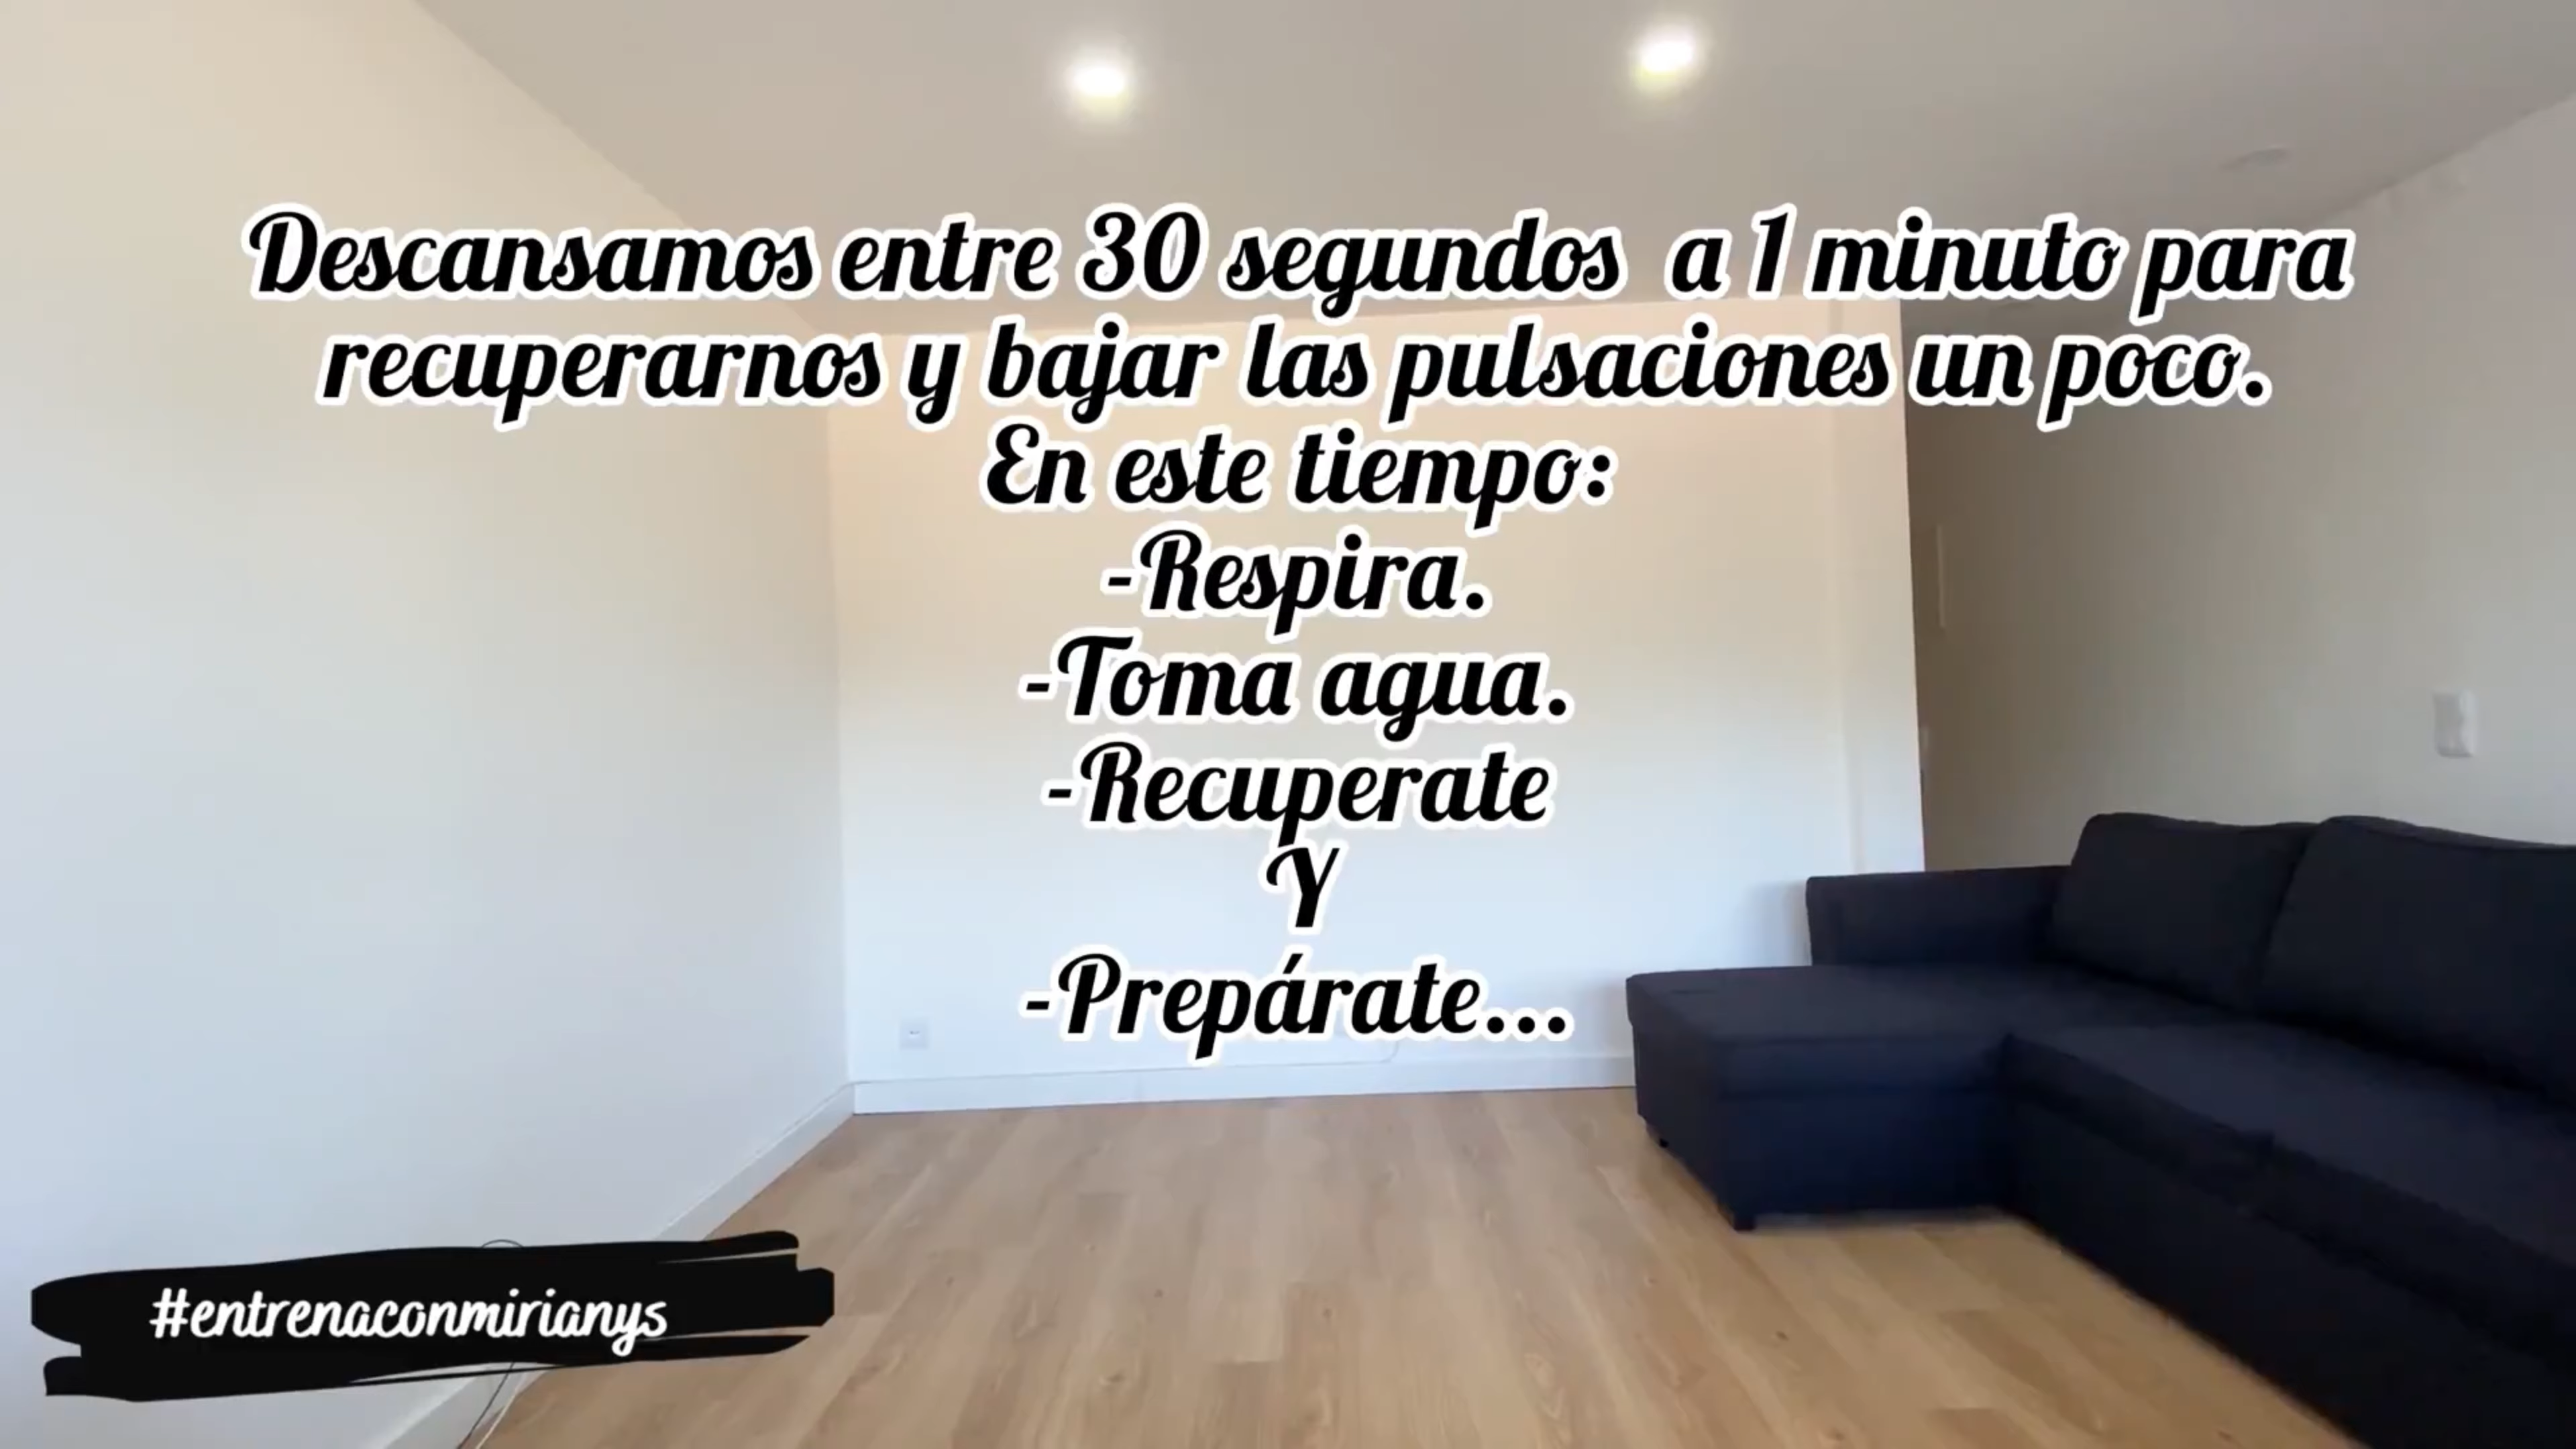 Descansamos entre 30 segundos a 1 minuto para
recuperarnos y bajar las pulsaciones un poco.
En este tiempo:
-Respira.
-Toma agua.
-Recuperate
Y
-Prepárate...
#entrenaconmirianys